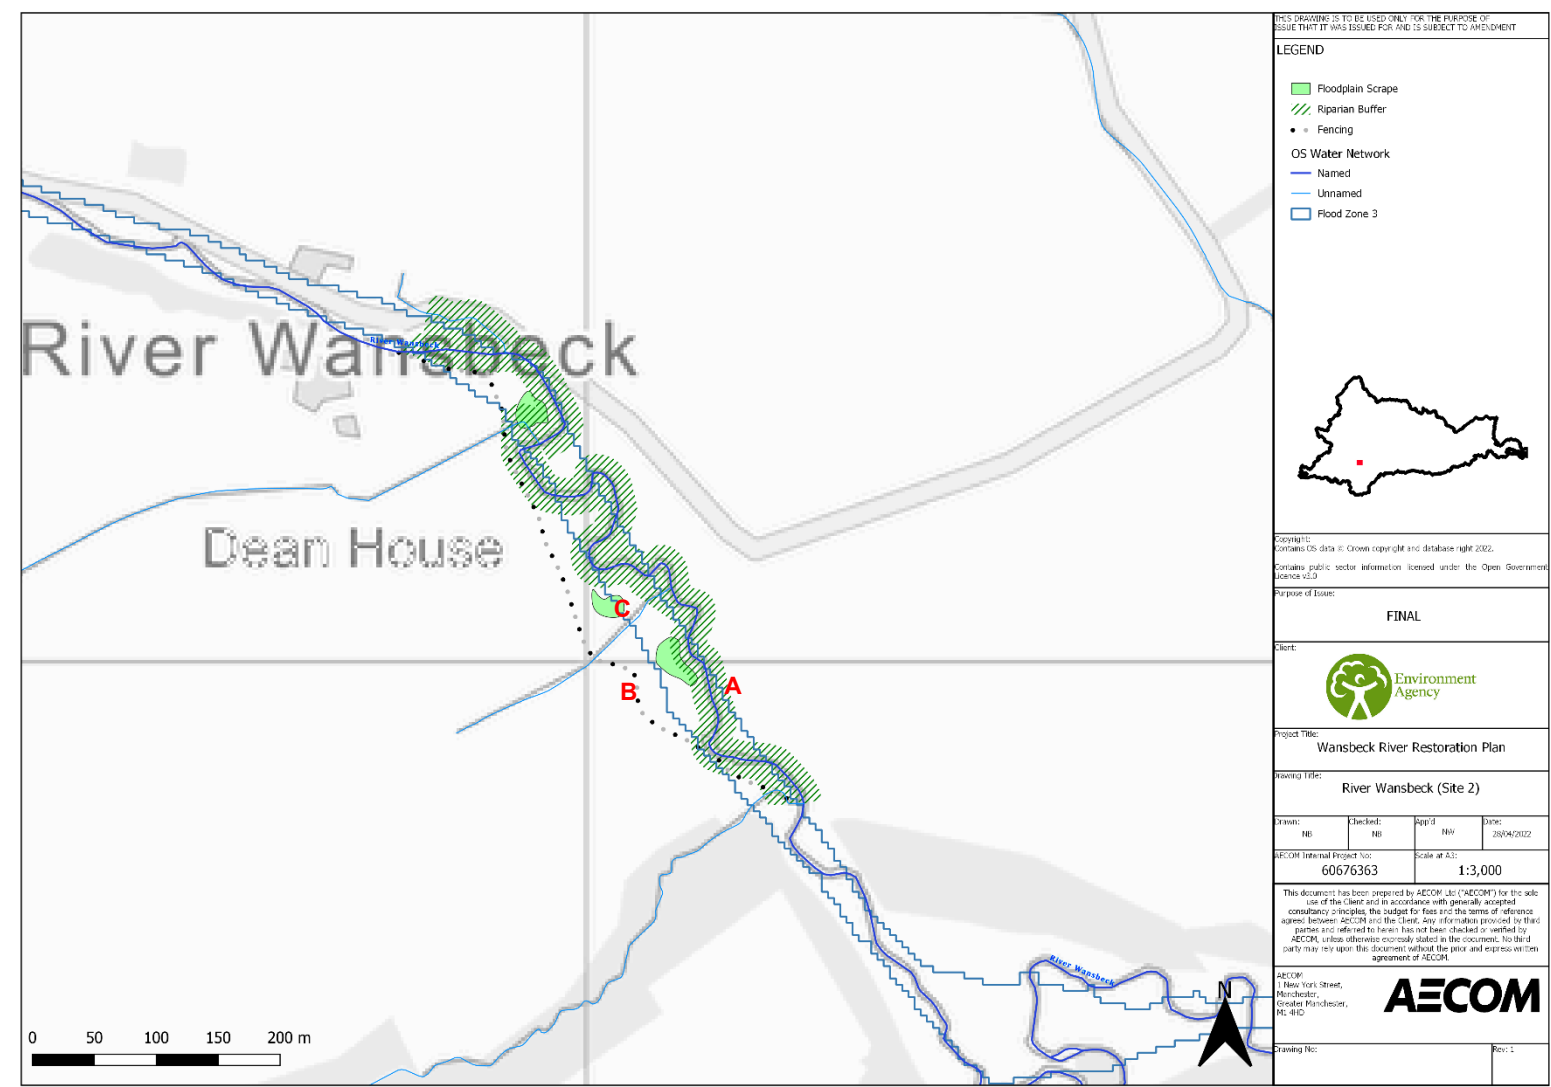 River Wansbeck
River Wansbeck
Dean House
C
B
A
River Wansbeck
N
0 50 100 150 200 m
THIS DRAWING IS TO BE USED ONLY FOR THE PURPOSE OF
ISSUE THAT IT WAS ISSUED FOR AND IS SUBJECT TO AMENDMENT
LEGEND
Floodplain Scrape
Riparian Buffer
Fencing
OS Water Network
Named
Unnamed
Flood Zone 3
Copyright:
Contains OS data © Crown copyright and database right 2022.
Contains public sector information licensed under the Open Government
Licence v3.0
Purpose of Issue:
FINAL
Client:
Environment
Agency
Project Title:
Wansbeck River Restoration Plan
Drawing Title:
River Wansbeck (Site 2)
Drawn: Checked: App'd Date:
NB NB NW 28/04/2022
AECOM Internal Project No: Scale at A3:
60676363 1:3,000
This document has been prepared by AECOM Ltd ("AECOM") for the sole
use of the Client and in accordance with generally accepted
consultancy principles, the budget for fees and the terms of reference
agreed between AECOM and the Client. Any information provided by third
parties and referred to herein has not been checked or verified by
AECOM, unless otherwise expressly stated in the document. No third
party may rely upon this document without the prior and express written
agreement of AECOM.
AECOM
1 New York Street,
Manchester,
Greater Manchester,
M1 4HD
AECOM
Drawing No: Rev: 1